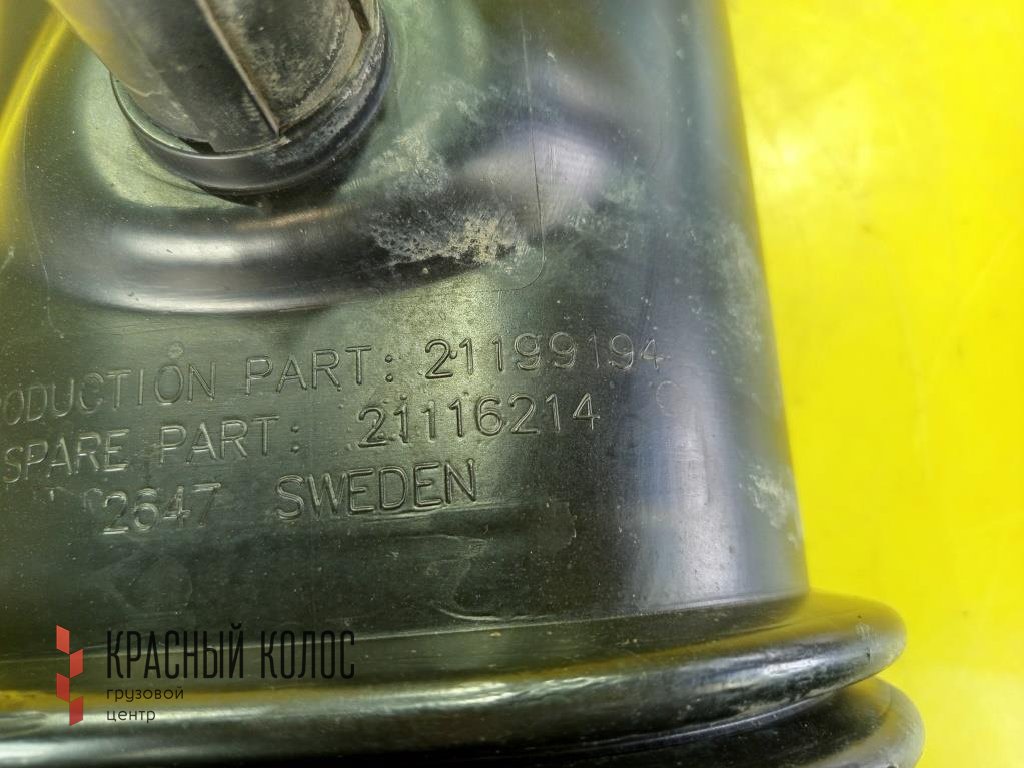 ODUCTION PART: 21199194
SPARE PART: 21116214
2647 SWEDEN
КРАСНЫЙ КОЛОС
грузовой
центр